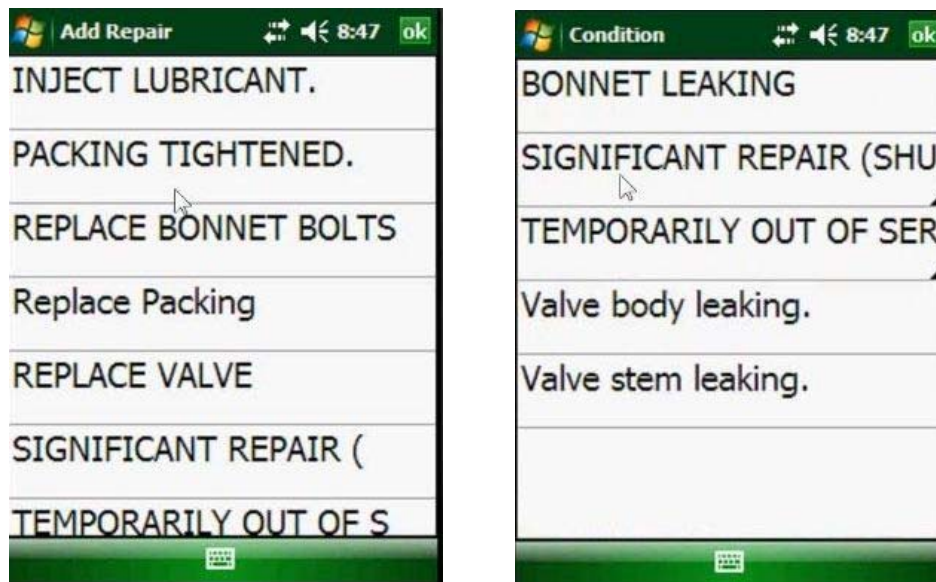 Add Repair 8:47 ok
INJECT LUBRICANT.
PACKING TIGHTENED.
REPLACE BONNET BOLTS
Replace Packing
REPLACE VALVE
SIGNIFICANT REPAIR (
TEMPORARILY OUT OF S
Condition 8:47 ok
BONNET LEAKING
SIGNIFICANT REPAIR (SHU
TEMPORARILY OUT OF SER
Valve body leaking.
Valve stem leaking.